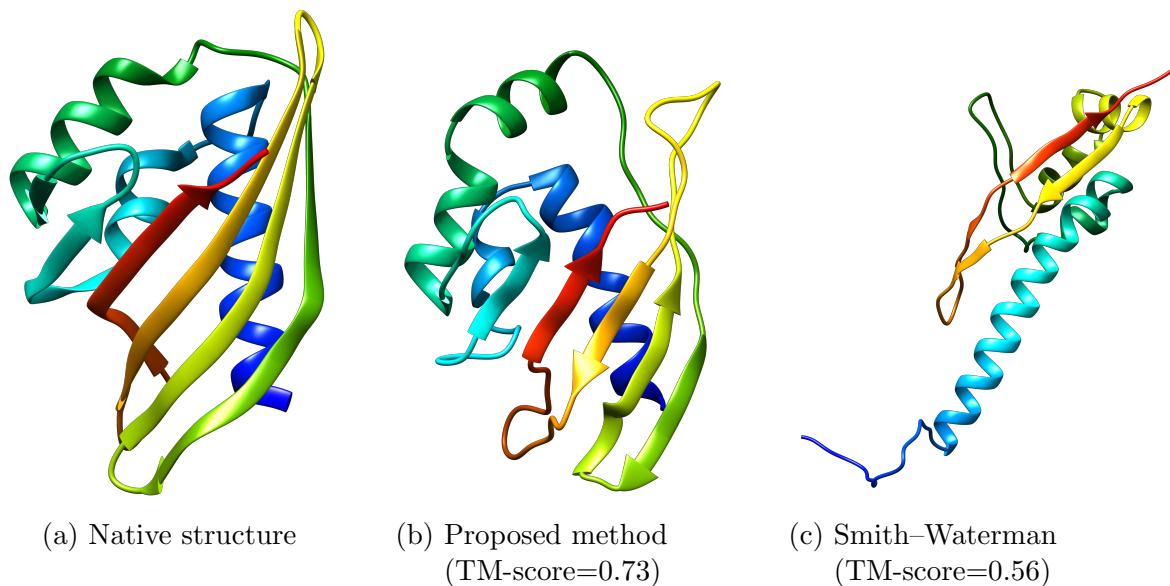 (a) Native structure
(b) Proposed method
(TM-score=0.73)
(c) Smith–Waterman
(TM-score=0.56)